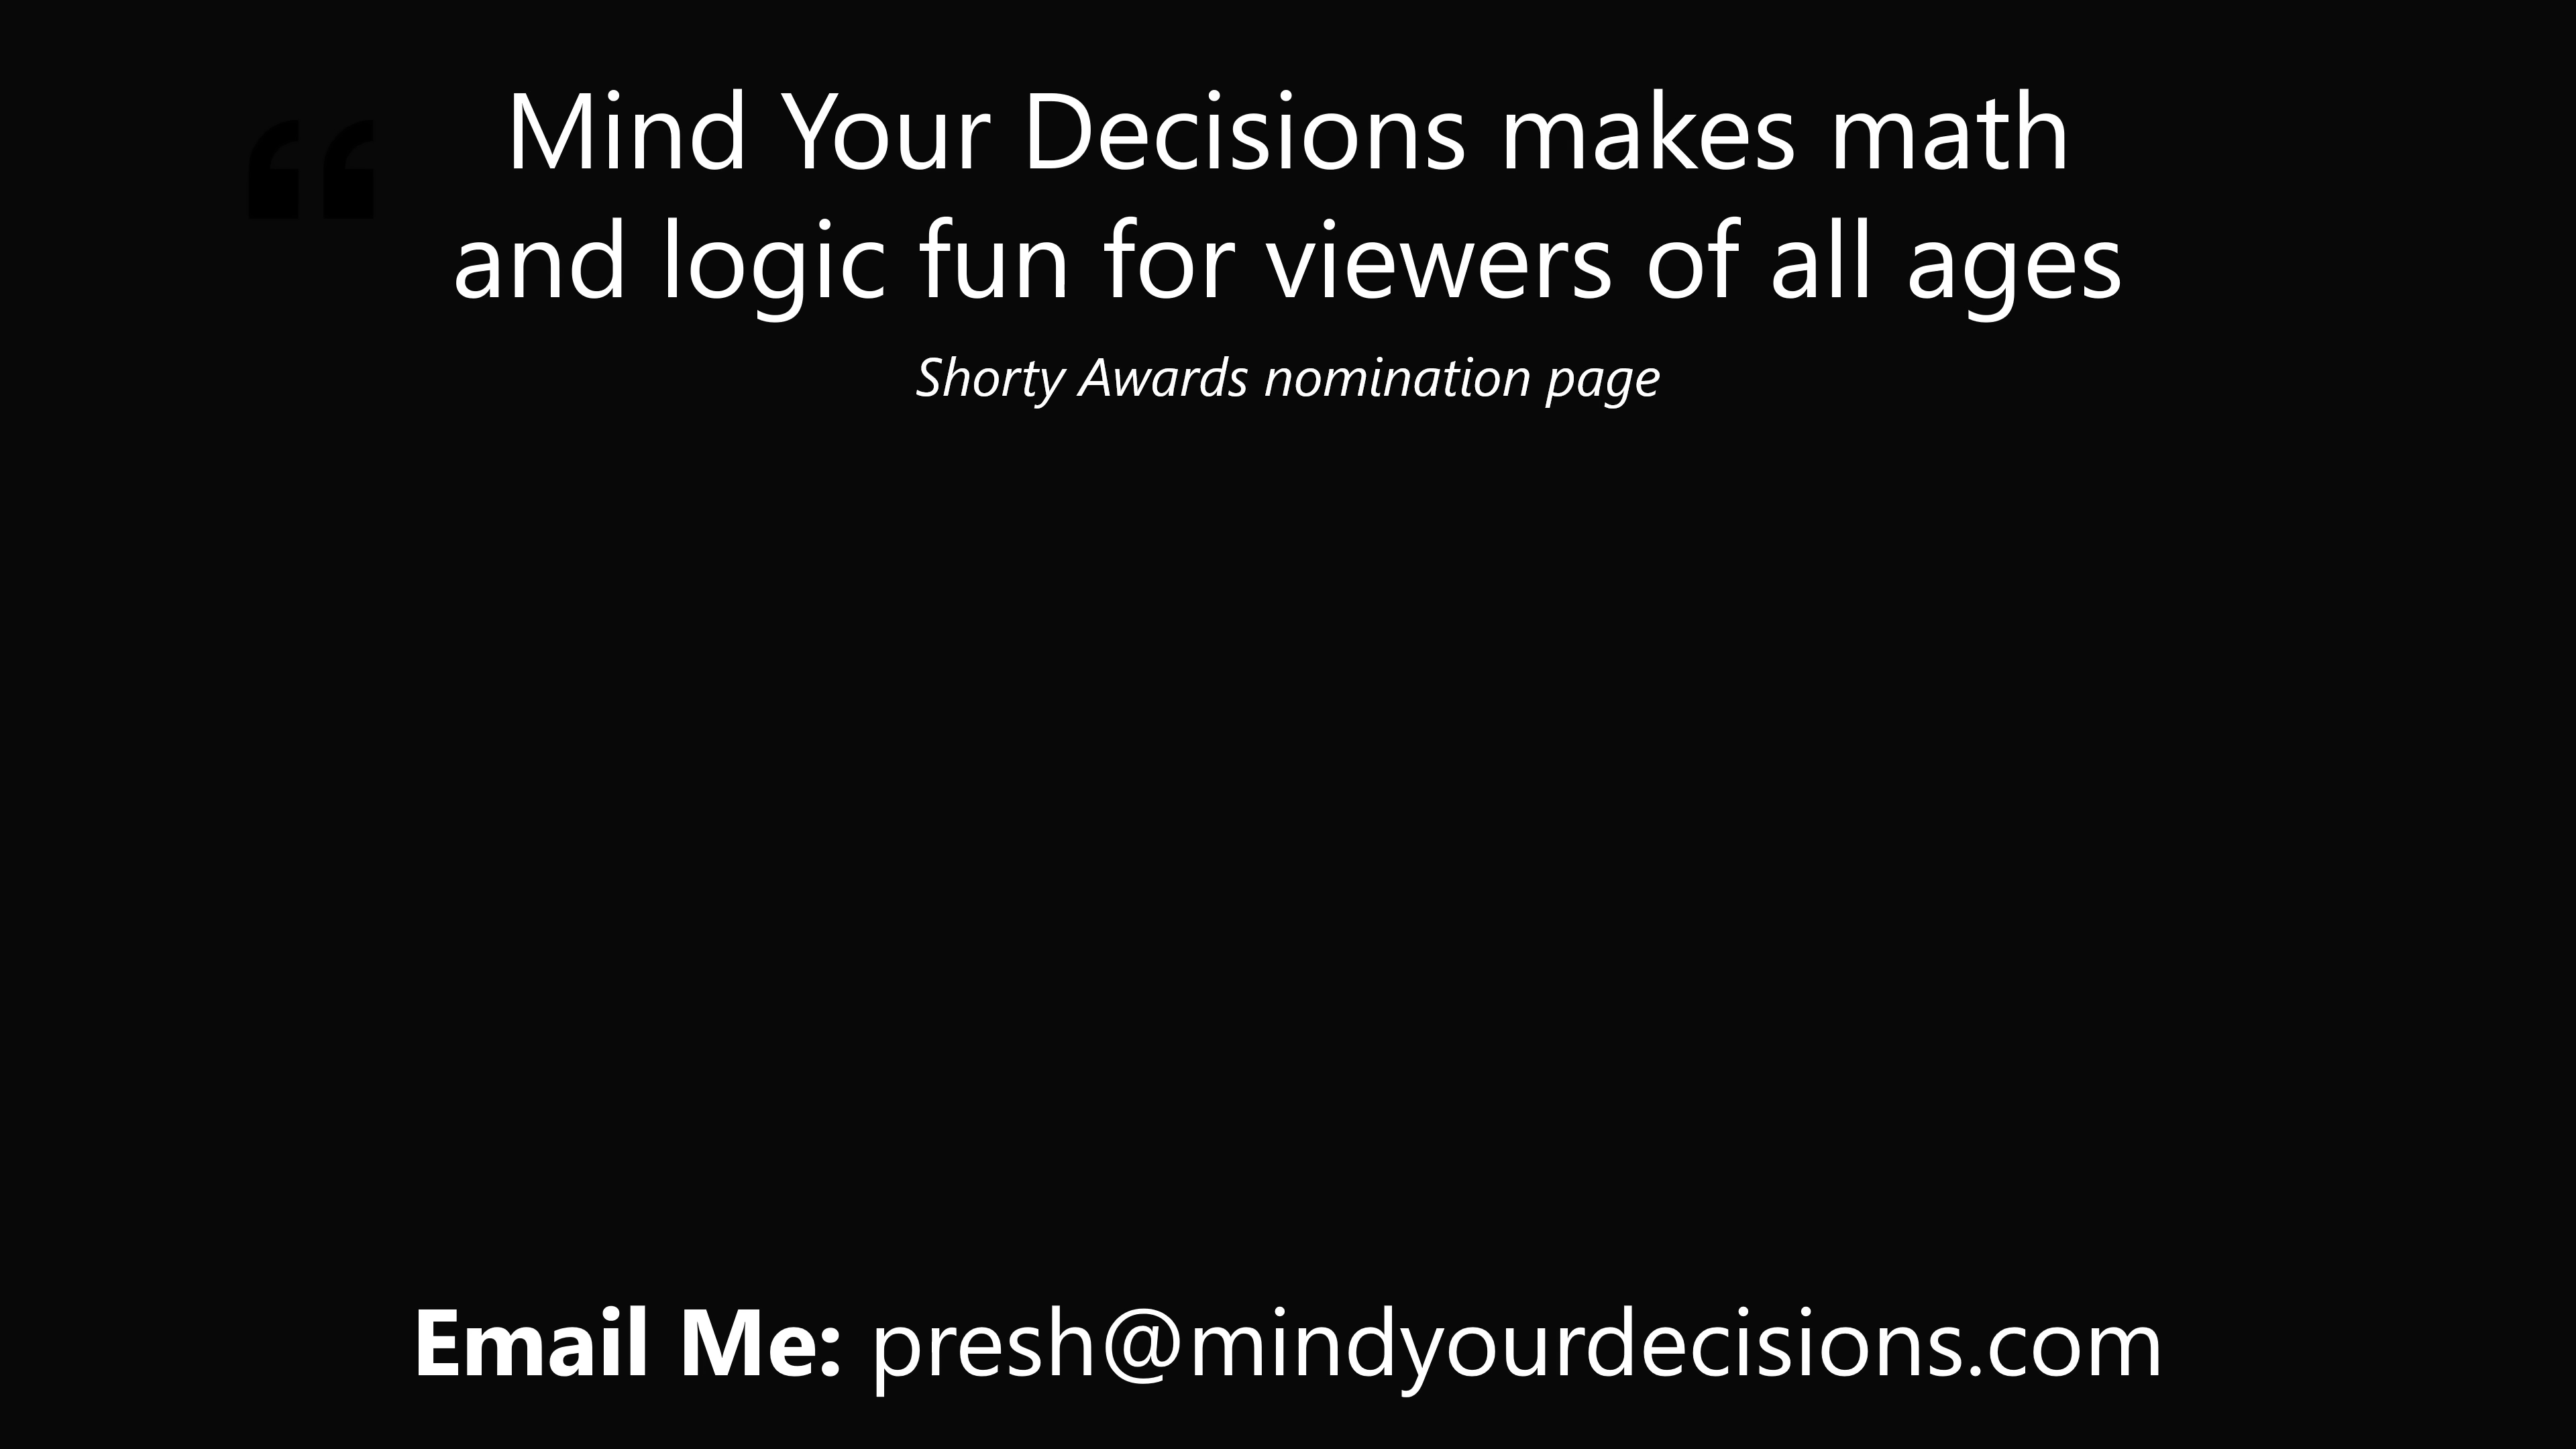 “
Mind Your Decisions makes math
and logic fun for viewers of all ages
Shorty Awards nomination page
Email Me: presh@mindyourdecisions.com